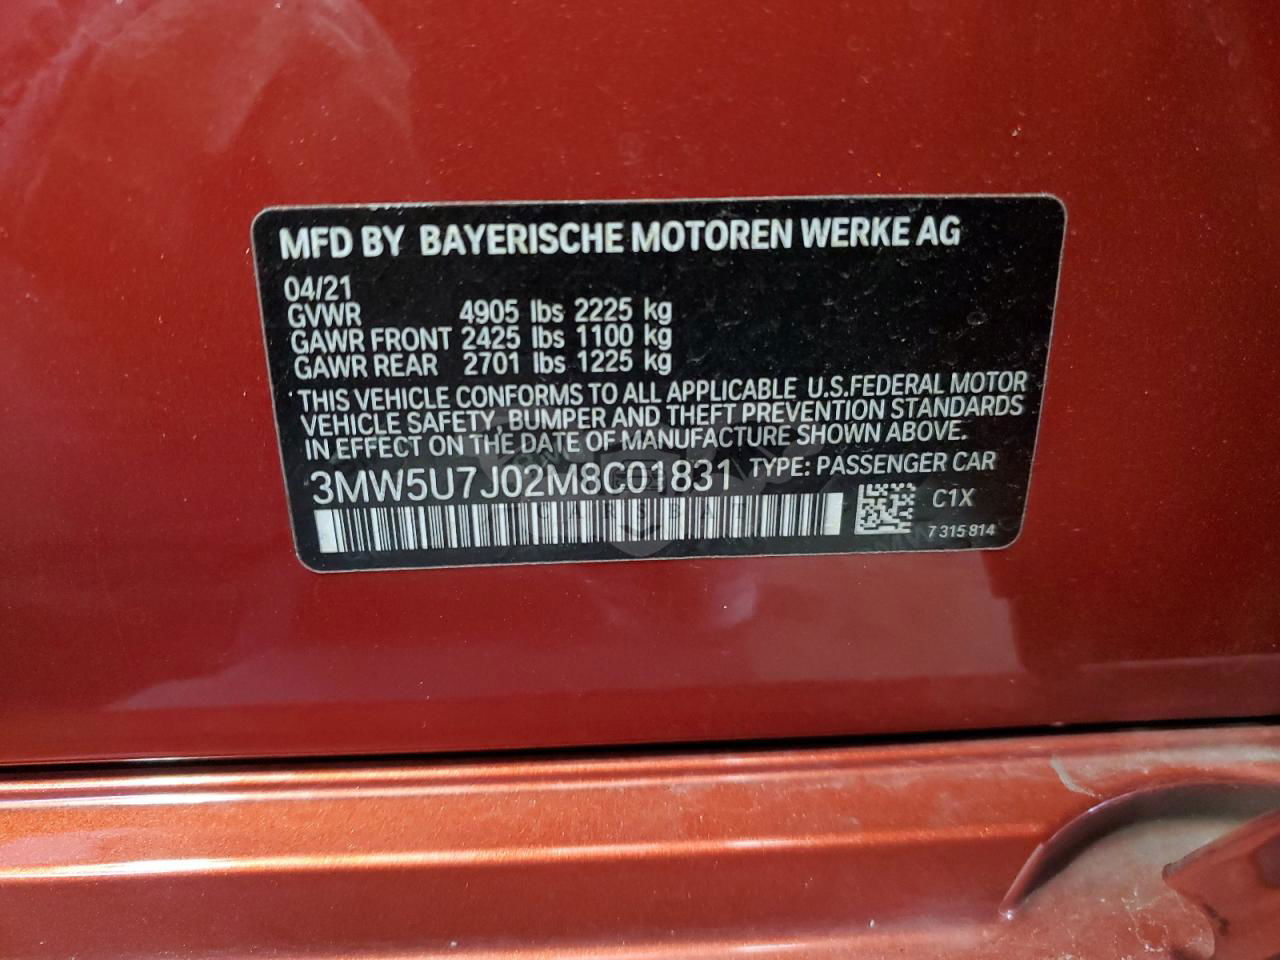 MFD BY BAYERISCHE MOTOREN WERKE AG
04/21
GVWR 4905 lbs 2225 kg
GAWR FRONT 2425 lbs 1100 kg
GAWR REAR 2701 lbs 1225 kg
THIS VEHICLE CONFORMS TO ALL APPLICABLE U.S.FEDERAL MOTOR
VEHICLE SAFETY, BUMPER AND THEFT PREVENTION STANDARDS
IN EFFECT ON THE DATE OF MANUFACTURE SHOWN ABOVE.
3MW5U7J02M8C01831 TYPE: PASSENGER CAR
C1X
7 315 814